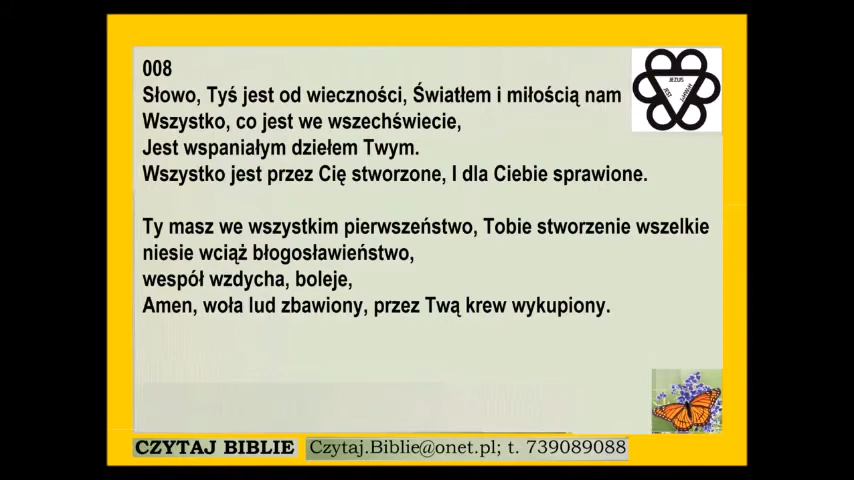 008
Słowo, Tyś jest od wieczności, Światłem i miłością nam
Wszystko, co jest we wszechświecie,
Jest wspaniałym dziełem Twym.
Wszystko jest przez Cię stworzone, I dla Ciebie sprawione.
Ty masz we wszystkim pierwszeństwo, Tobie stworzenie wszelkie
niesie wciąż błogosławieństwo,
wespół wzdycha, boleje,
Amen, woła lud zbawiony, przez Twą krew wykupiony.
JEZUS
JEST
CZYTAJ BIBLIE
Czytaj.Biblie@onet.pl; t. 739089088